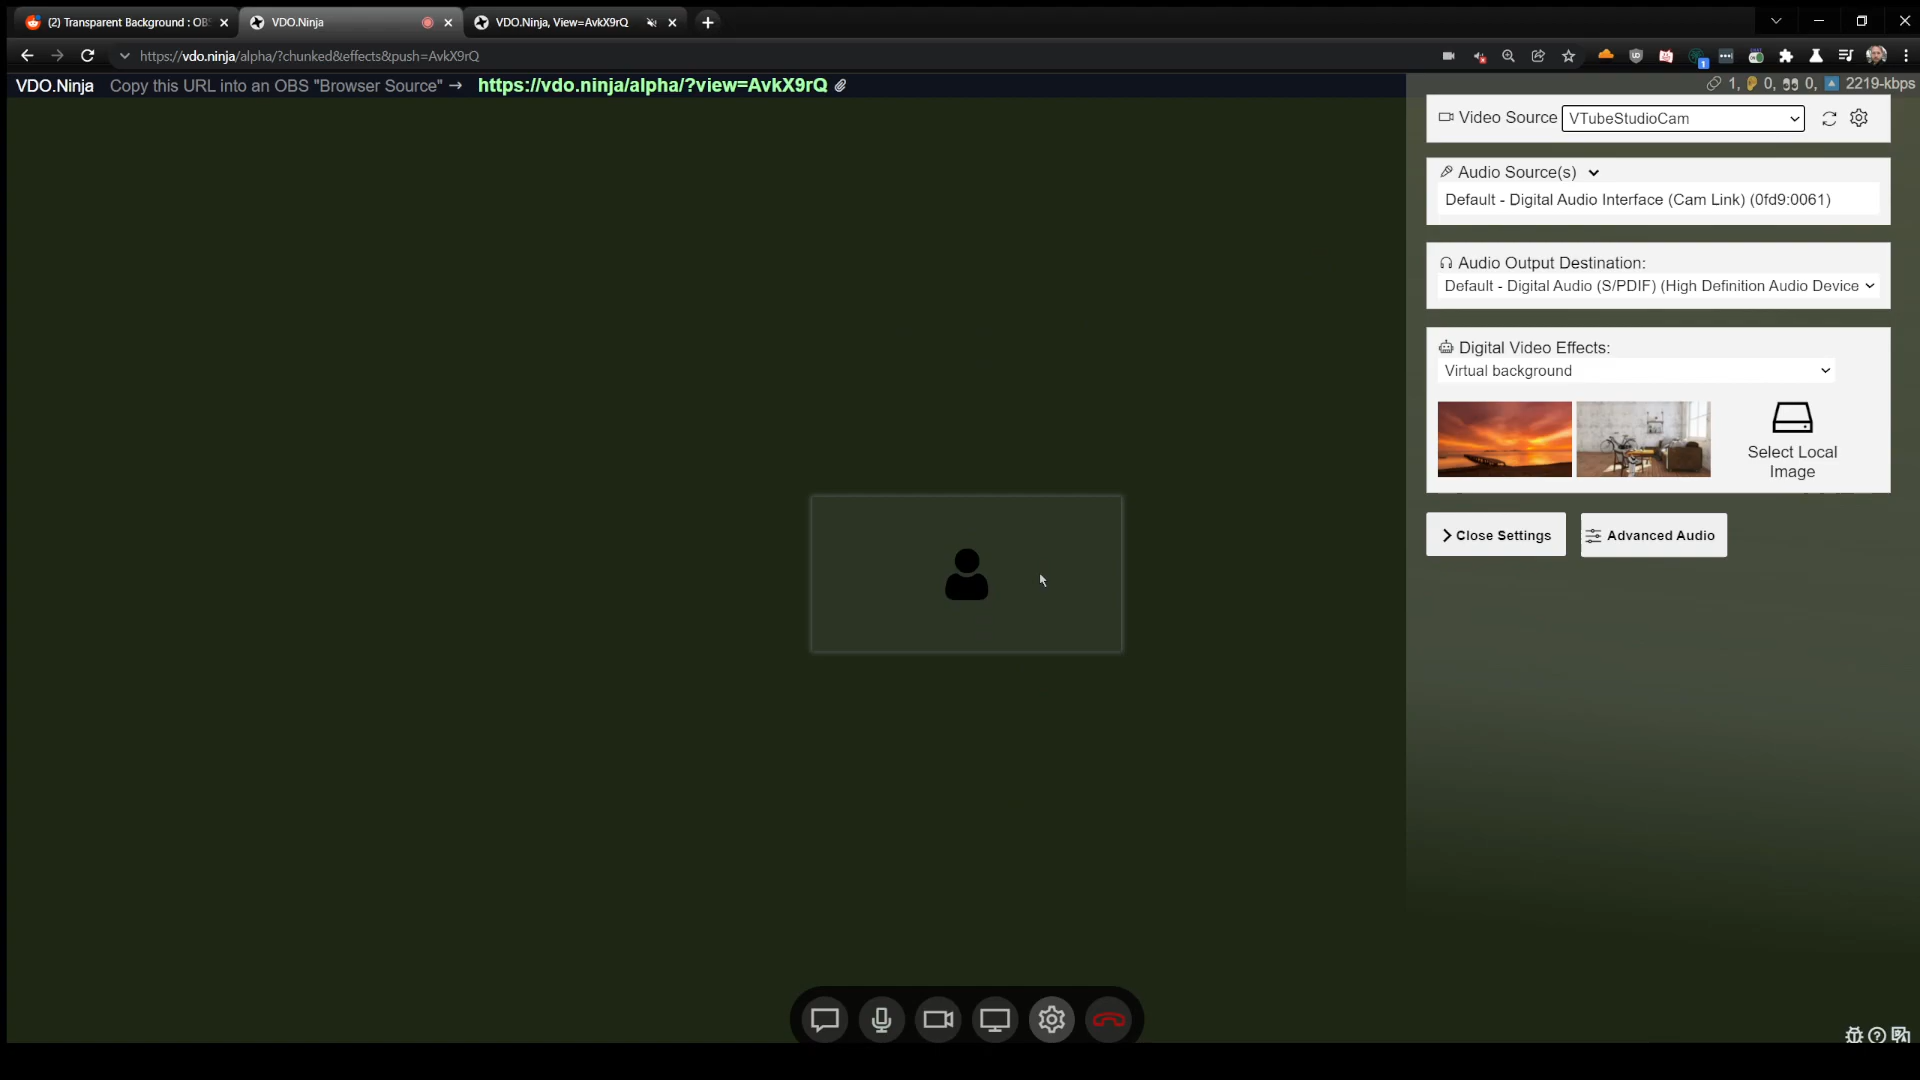 (2) Transparent Background : OBS
VDO.Ninja
VDO.Ninja, View=AvkX9rQ
https://vdo.ninja/alpha/?chunked&effects&push=AvkX9rQ
1
VDO.Ninja Copy this URL into an OBS "Browser Source" → https://vdo.ninja/alpha/?view=AvkX9rQ
1, 0, 0, 2219-kbps
Video Source VTubeStudioCam
Audio Source(s)
Default - Digital Audio Interface (Cam Link) (0fd9:0061)
Audio Output Destination:
Default - Digital Audio (S/PDIF) (High Definition Audio Device
Digital Video Effects:
Virtual background
Select Local
Image
Close Settings
Advanced Audio